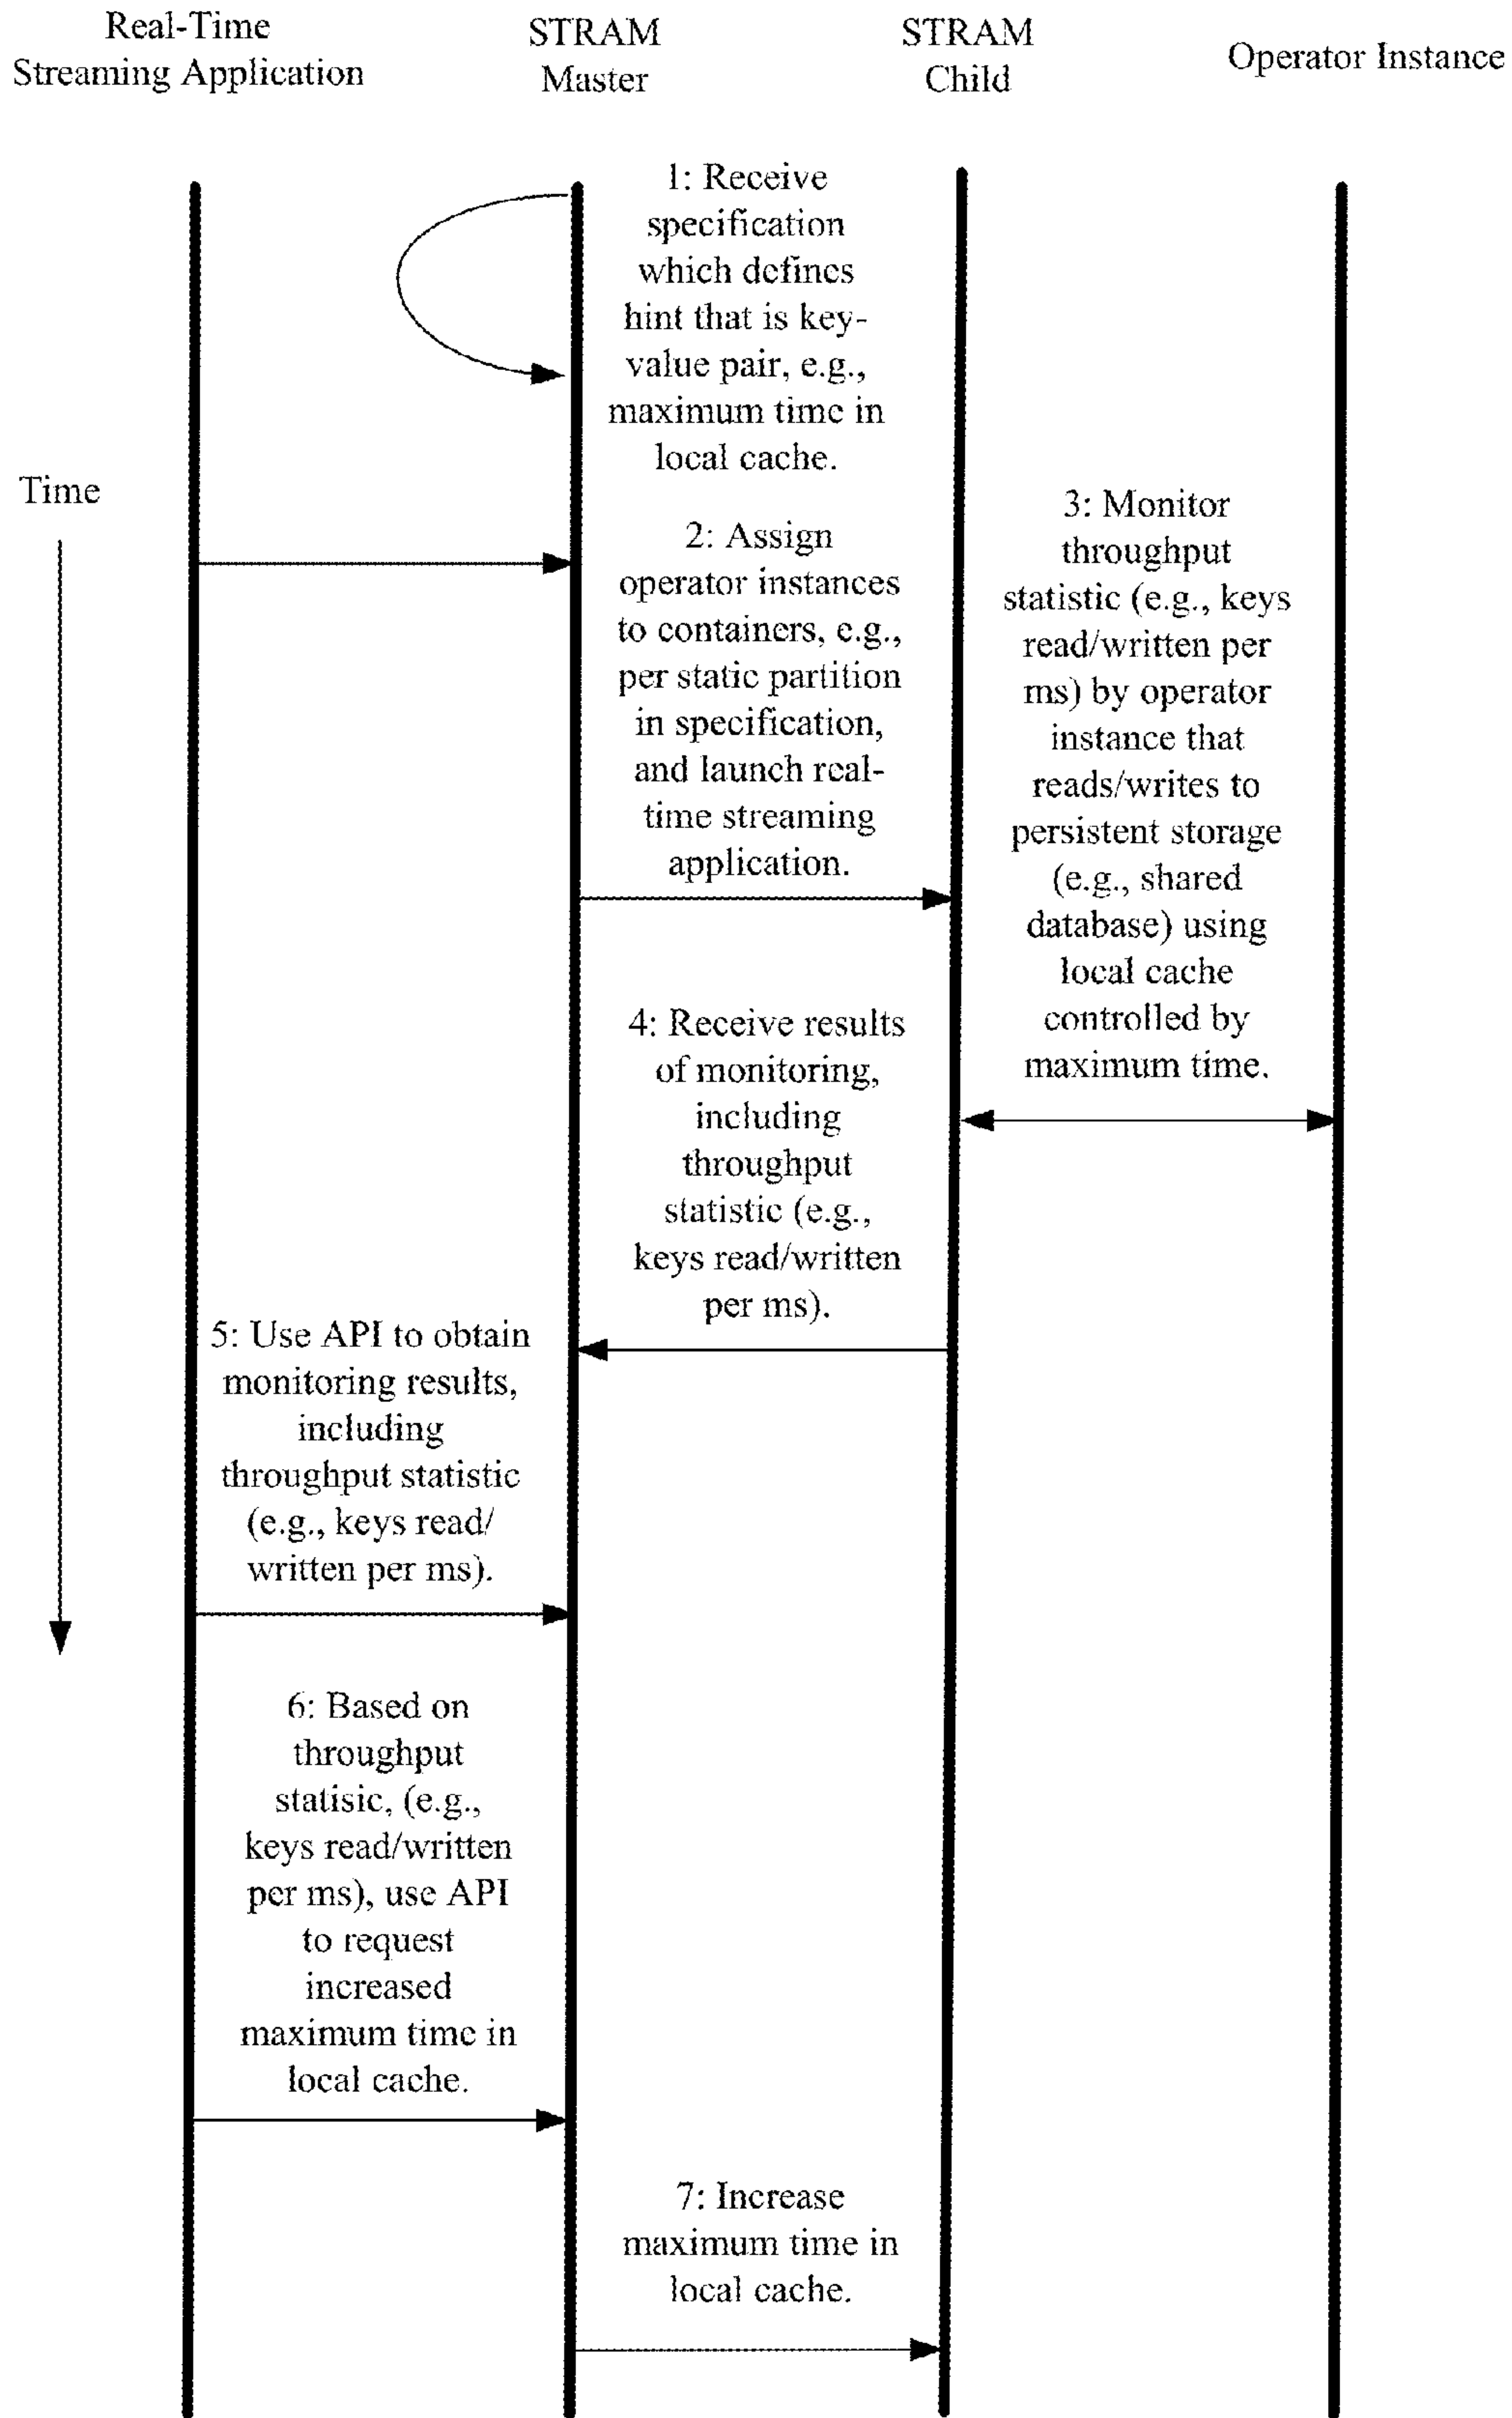 Real-Time
Streaming Application
STRAM
Master
STRAM
Child
Operator Instance
1: Receive
specification
which defines
hint that is key-
value pair, e.g.,
maximum time in
local cache.
Time
2: Assign
operator instances
to containers, e.g.,
per static partition
in specification,
and launch real-
time streaming
application.
3: Monitor
throughput
statistic (e.g., keys
read/written per
ms) by operator
instance that
reads/writes to
persistent storage
(e.g., shared
database) using
local cache
controlled by
maximum time.
4: Receive results
of monitoring,
including
throughput
statistic (e.g.,
keys read/written
per ms).
5: Use API to obtain
monitoring results,
including
throughput statistic
(e.g., keys read/
written per ms).
6: Based on
throughput
statisic, (e.g.,
keys read/written
per ms), use API
to request
increased
maximum time in
local cache.
7: Increase
maximum time in
local cache.